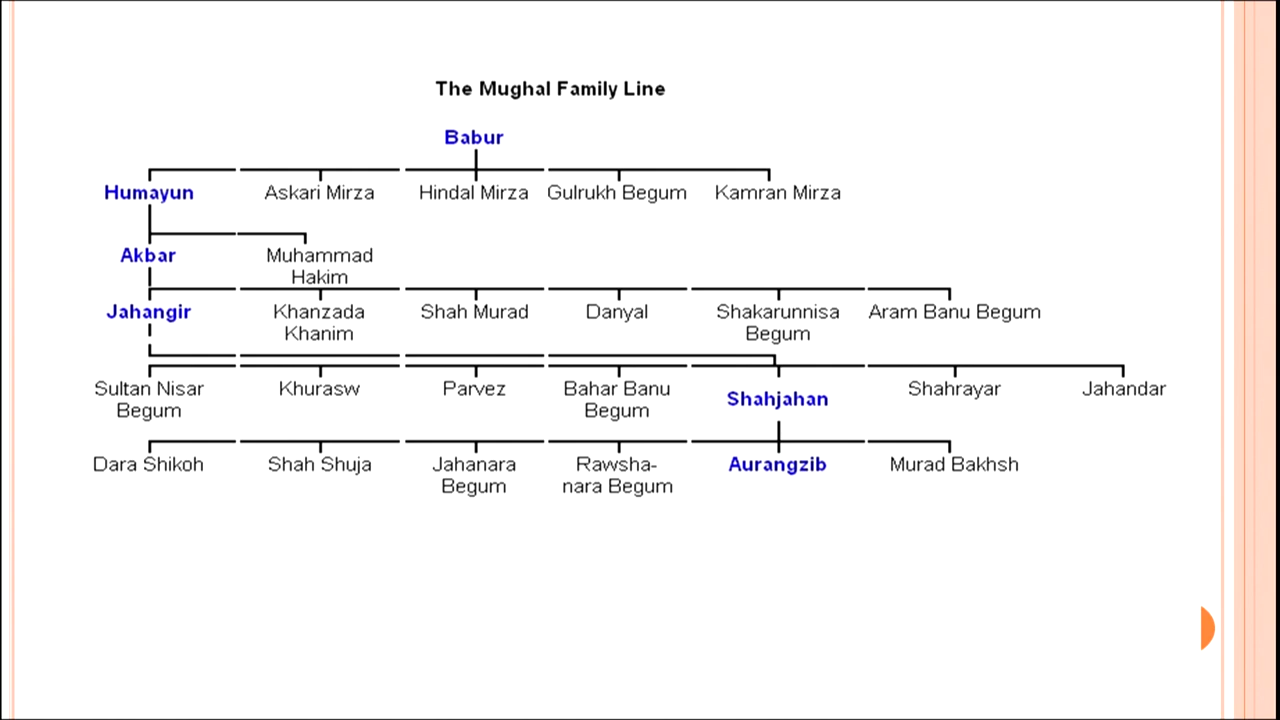 The Mughal Family Line
Babur
Humayun Askari Mirza Hindal Mirza Gulrukh Begum Kamran Mirza
Akbar Muhammad Hakim
Jahangir Khanzada Khanim Shah Murad Danyal Shakarunnisa Begum Aram Banu Begum
Sultan Nisar Begum Khurasw Parvez Bahar Banu Begum Shahjahan Shahrayar Jahandar
Dara Shikoh Shah Shuja Jahanara Begum Rawsha-nara Begum Aurangzib Murad Bakhsh